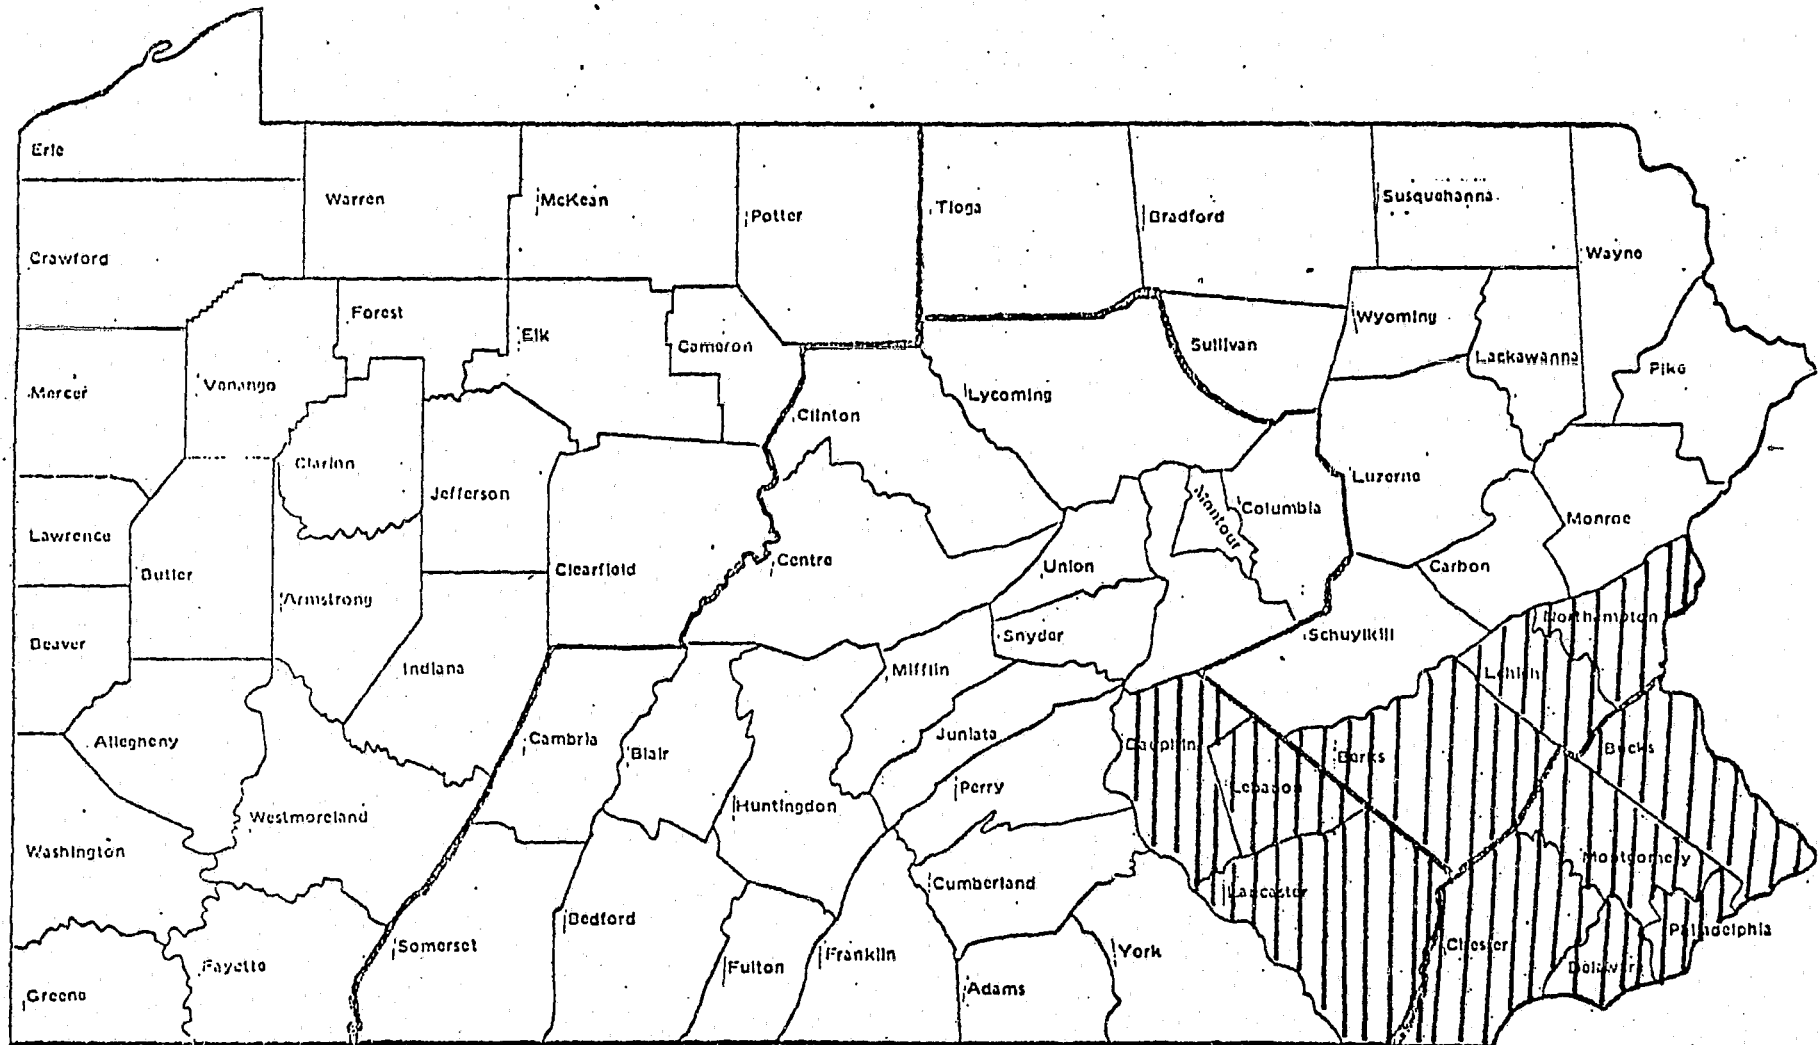 Erie
Warren
McKean
Potter
Tioga
Bradford
Susquehanna
Crawford
Wayne
Forest
Elk
Cameron
Wyoming
Sullivan
Lackawanna
Pike
Mercer
Venango
Lycoming
Clinton
Clarion
Jefferson
Luzerne
Montour
Columbia
Monroe
Lawrence
Butler
Clearfield
Centre
Union
Carbon
Armstrong
Northampton
Beaver
Indiana
Snyder
Schuylkill
Mifflin
Lehigh
Allegheny
Cambria
Blair
Juniata
Dauphin
Berks
Bucks
Huntingdon
Perry
Lebanon
Westmoreland
Washington
Cumberland
Lancaster
Montgomery
Bedford
Somerset
Fayette
Fulton
Franklin
York
Chester
Philadelphia
Delaware
Greene
Adams